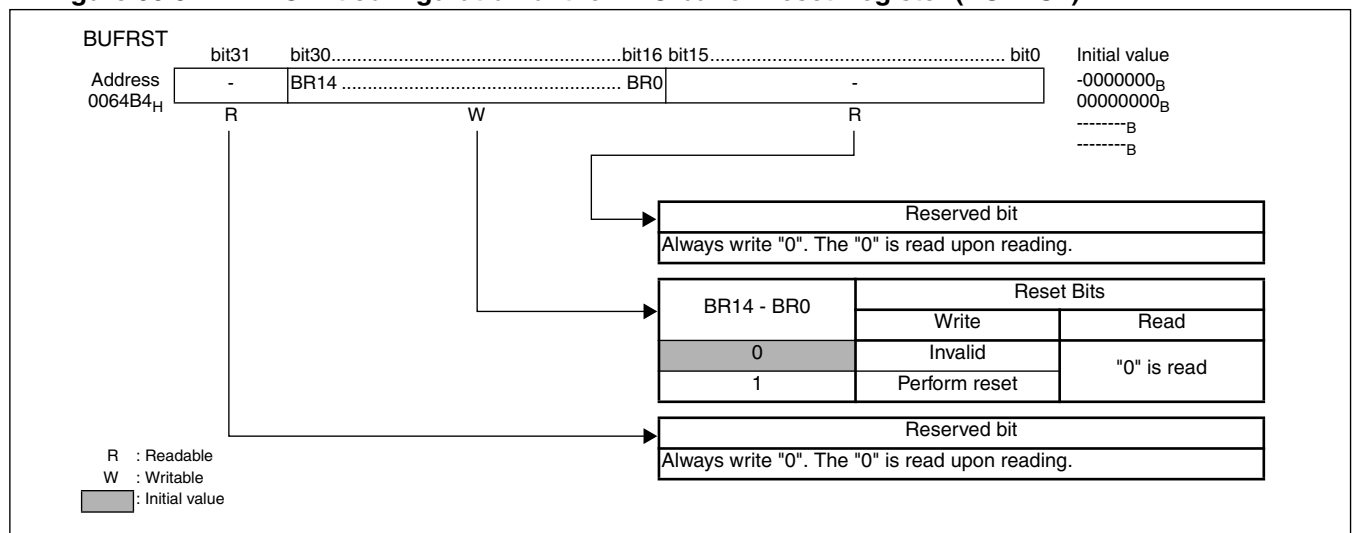 BUFRST
bit31 bit30......................................................bit16 bit15......................................................... bit0 Initial value
Address - BR14 ...................................................... BR0 - -0000000B
0064B4H 00000000B
R W R
--------B
--------B
Reserved bit
Always write "0". The "0" is read upon reading.
BR14 - BR0 Reset Bits
Write Read
0 Invalid "0" is read
1 Perform reset
Reserved bit
Always write "0". The "0" is read upon reading.
R : Readable
W : Writable
: Initial value